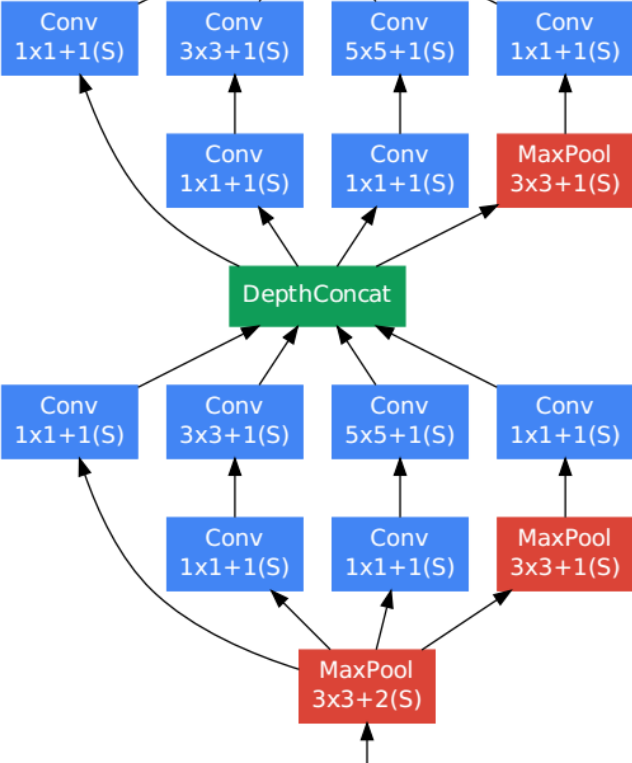 Conv
1x1+1(S)
Conv
3x3+1(S)
Conv
5x5+1(S)
Conv
1x1+1(S)
Conv
1x1+1(S)
Conv
1x1+1(S)
MaxPool
3x3+1(S)
DepthConcat
Conv
1x1+1(S)
Conv
3x3+1(S)
Conv
5x5+1(S)
Conv
1x1+1(S)
Conv
1x1+1(S)
Conv
1x1+1(S)
MaxPool
3x3+1(S)
MaxPool
3x3+2(S)